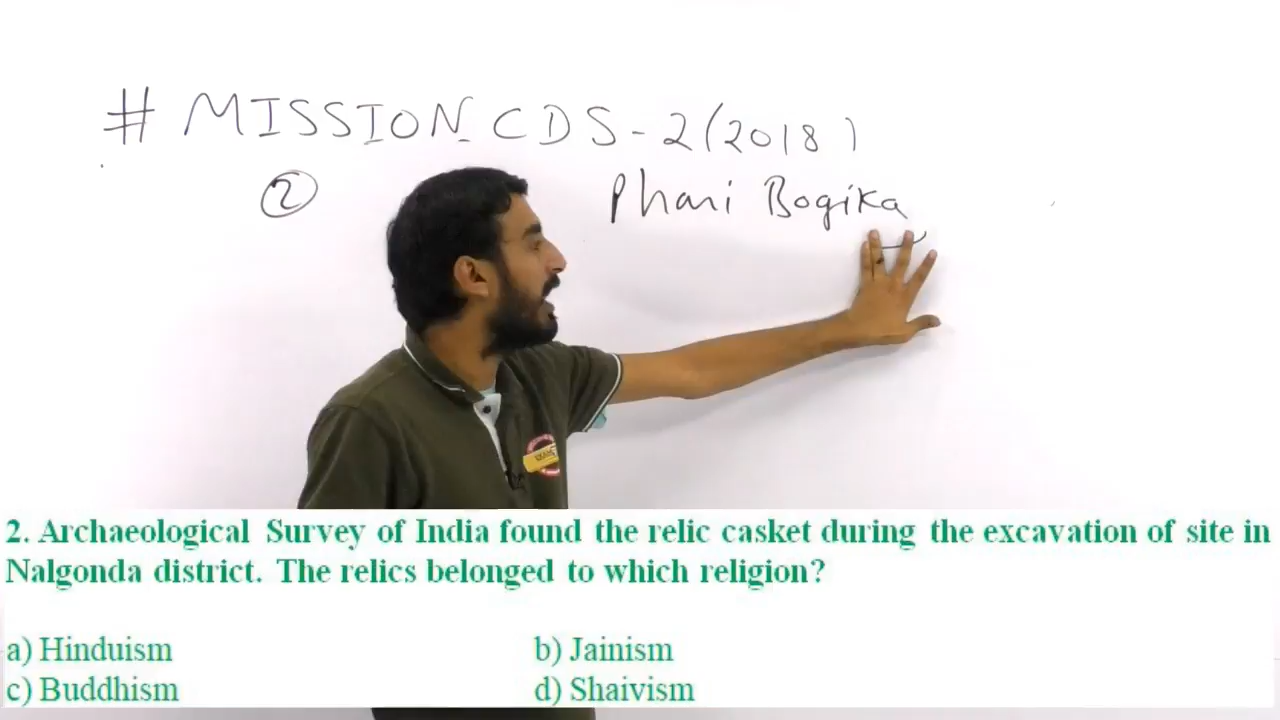 # MISSION CDS-2(2018)
2 Phani Bogika
2. Archaeological Survey of India found the relic casket during the excavation of site in
Nalgonda district. The relics belonged to which religion?
a) Hinduism b) Jainism
c) Buddhism d) Shaivism